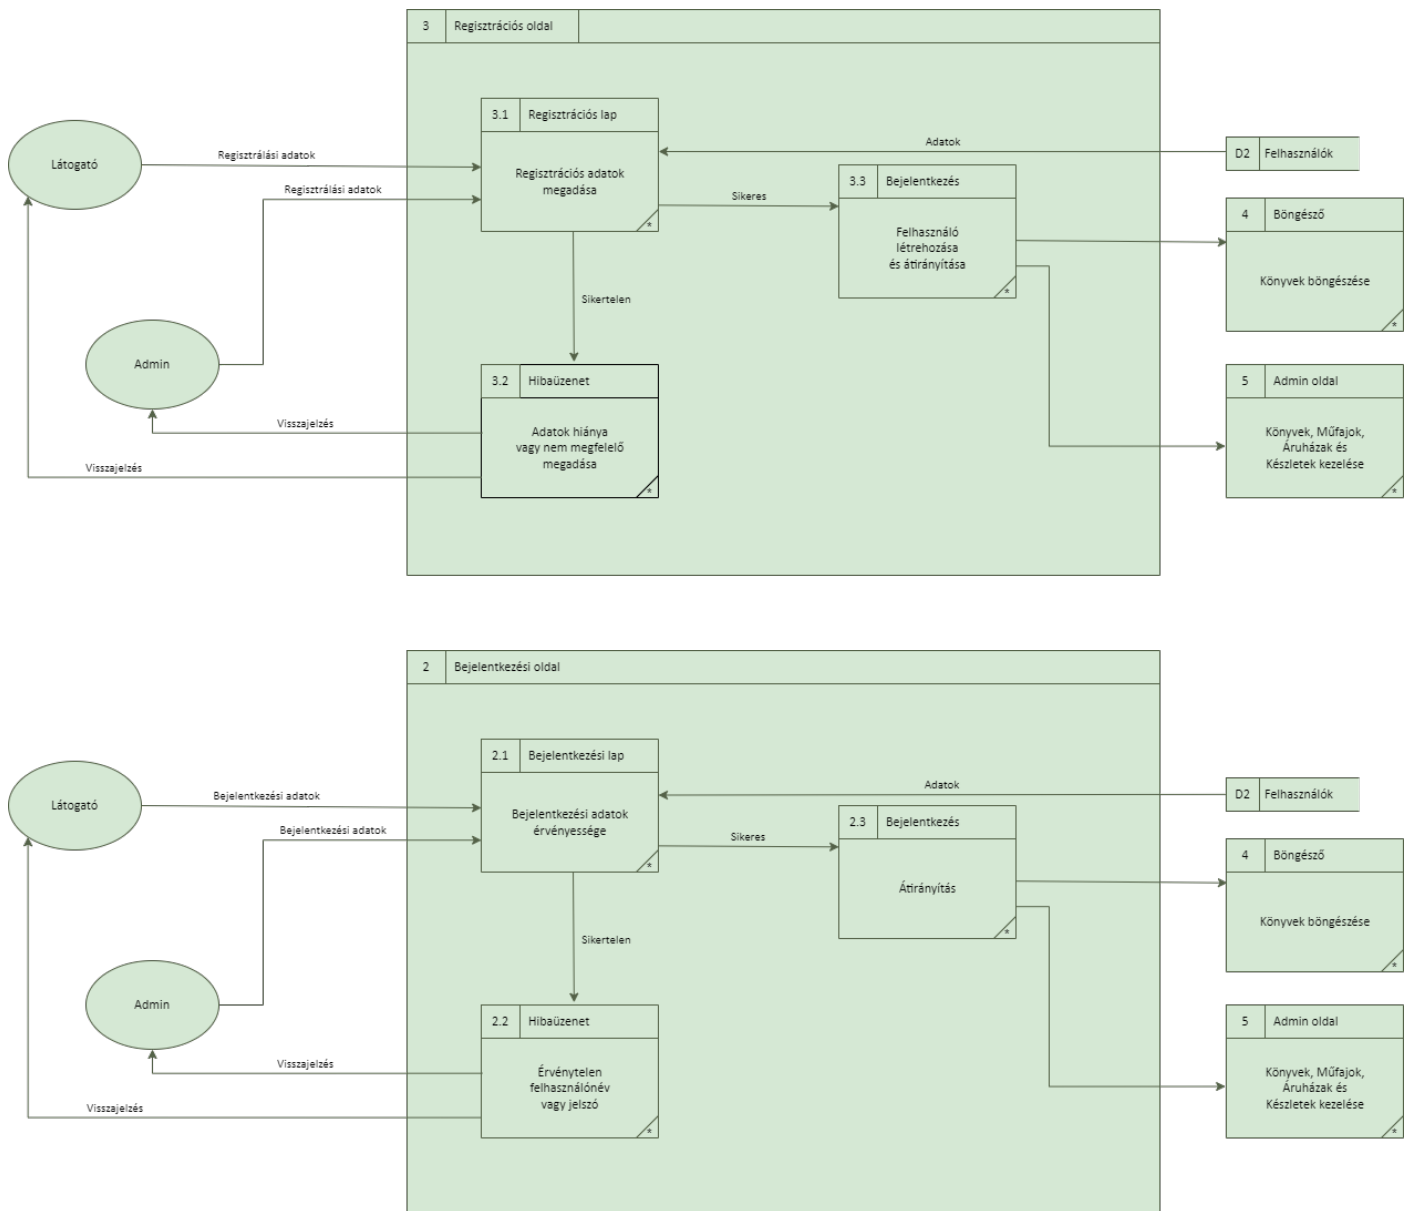 3 Regisztrációs oldal
3.1 Regisztrációs lap
Regisztrációs adatok
megadása
*
Látogató
Regisztrálási adatok
Regisztrálási adatok
Adatok
D2 Felhasználók
3.3 Bejelentkezés
Felhasználó
létrehozása
és átirányítása
*
Sikeres
4 Böngésző
Könyvek böngészése
*
Sikertelen
Admin
3.2 Hibaüzenet
Adatok hiánya
vagy nem megfelelő
megadása
*
Visszajelzés
Visszajelzés
5 Admin oldal
Könyvek, Műfajok,
Áruházak és
Készletek kezelése
*
2 Bejelentkezési oldal
2.1 Bejelentkezési lap
Bejelentkezési adatok
érvényessége
*
Látogató
Bejelentkezési adatok
Bejelentkezési adatok
Adatok
D2 Felhasználók
2.3 Bejelentkezés
Átirányítás
*
Sikeres
4 Böngésző
Könyvek böngészése
*
Sikertelen
Admin
2.2 Hibaüzenet
Érvénytelen
felhasználónév
vagy jelszó
*
Visszajelzés
Visszajelzés
5 Admin oldal
Könyvek, Műfajok,
Áruházak és
Készletek kezelése
*